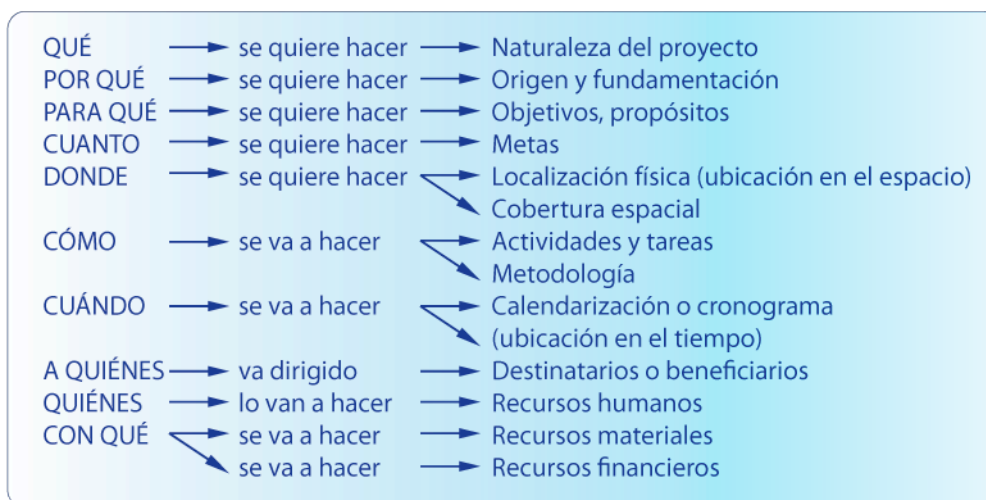 QUÉ se quiere hacer Naturaleza del proyecto
POR QUÉ se quiere hacer Origen y fundamentación
PARA QUÉ se quiere hacer Objetivos, propósitos
CUANTO se quiere hacer Metas
DONDE se quiere hacer Localización física (ubicación en el espacio)
Cobertura espacial
CÓMO se va a hacer Actividades y tareas
Metodología
CUÁNDO se va a hacer Calendarización o cronograma
(ubicación en el tiempo)
A QUIÉNES va dirigido Destinatarios o beneficiarios
QUIÉNES lo van a hacer Recursos humanos
CON QUÉ se va a hacer Recursos materiales
se va a hacer Recursos financieros